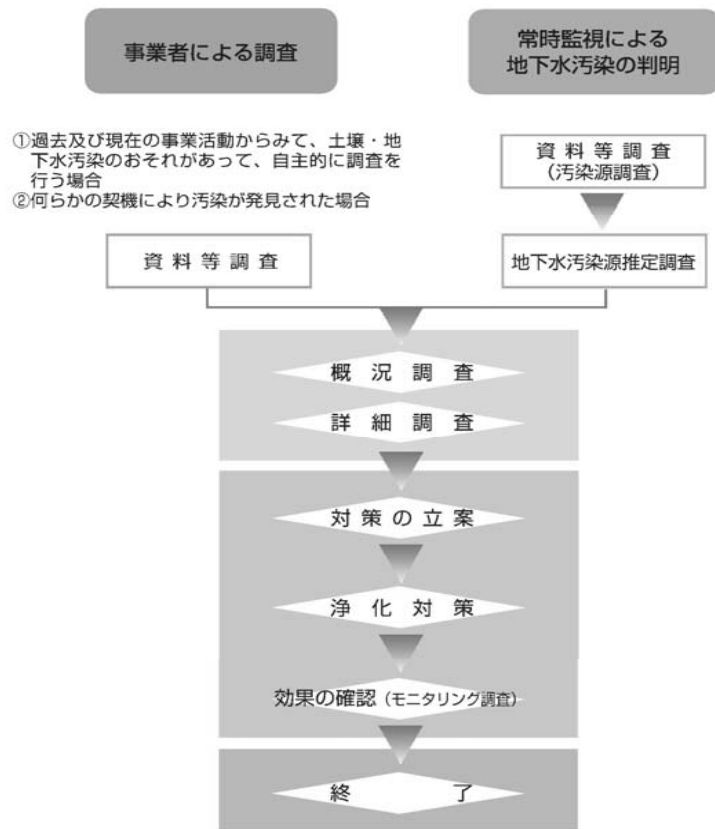 事業者による調査
常時監視による
地下水汚染の判明
①過去及び現在の事業活動からみて、土壌・地
下水汚染のおそれがあって、自主的に調査を
行う場合
②何らかの契機により汚染が発見された場合
資料等調査
(汚染源調査)
資料等調査
地下水汚染源推定調査
概況調査
詳細調査
対策の立案
浄化対策
効果の確認(モニタリング調査)
終了